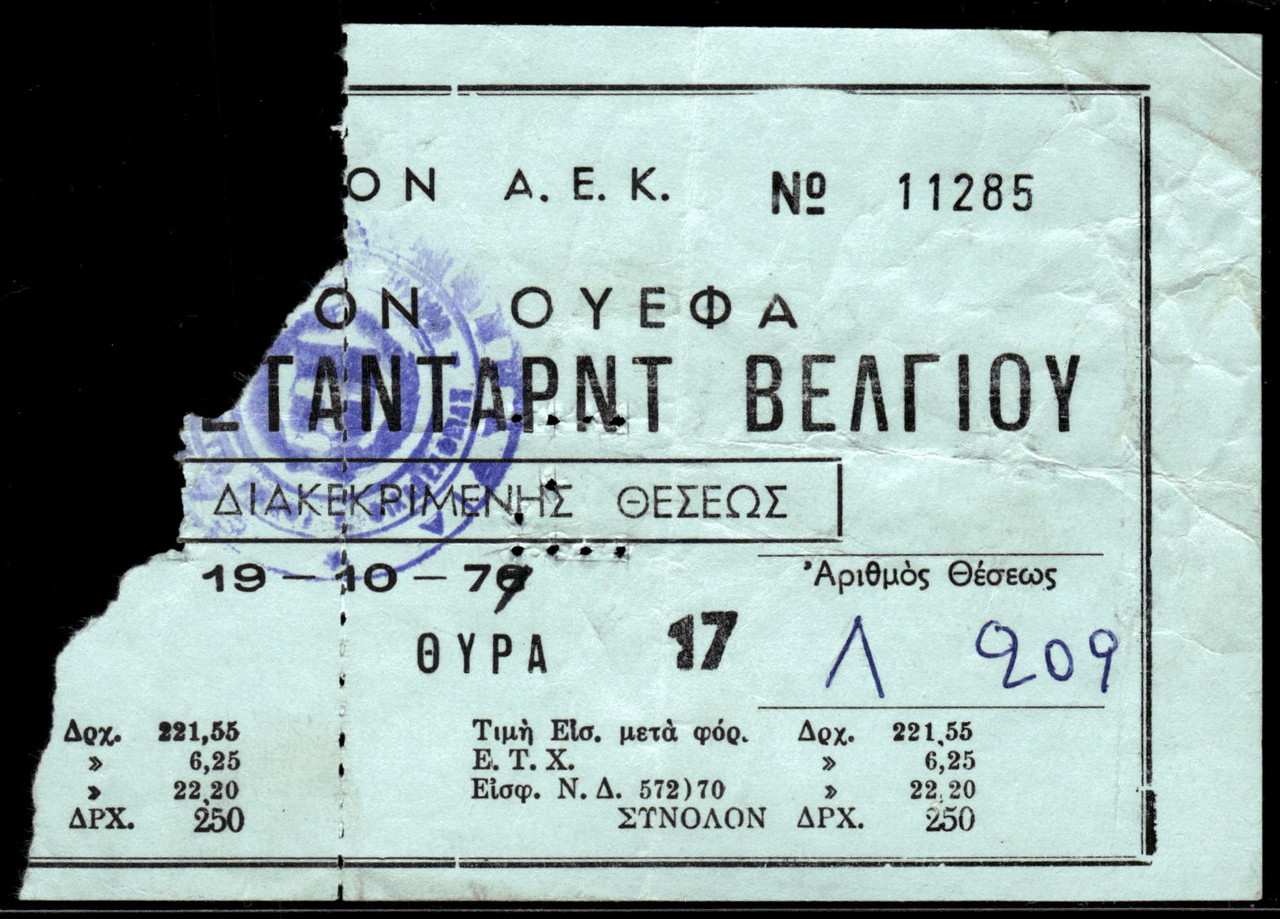 ΟΝ Α.Ε.Κ. Nº 11285
ΟΝ ΟΥΕΦΑ
ΣΤΑΝΤΑΡΝΤ ΒΕΛΓΙΟΥ
ΔΙΑΚΕΚΡΙΜΕΝΗΣ ΘΕΣΕΩΣ
19-10-77
Ἀριθμὸς Θέσεως
ΘΥΡΑ 17 Λ 209
Δρχ. 221,55 Τιμὴ Εἰσ. μετὰ φόρ. Δρχ. 221,55
» 6,25 Ε. Τ. Χ. » 6,25
» 22,20 Εἰσφ. Ν. Δ. 572)70 » 22,20
ΔΡΧ. 250 ΣΥΝΟΛΟΝ ΔΡΧ. 250